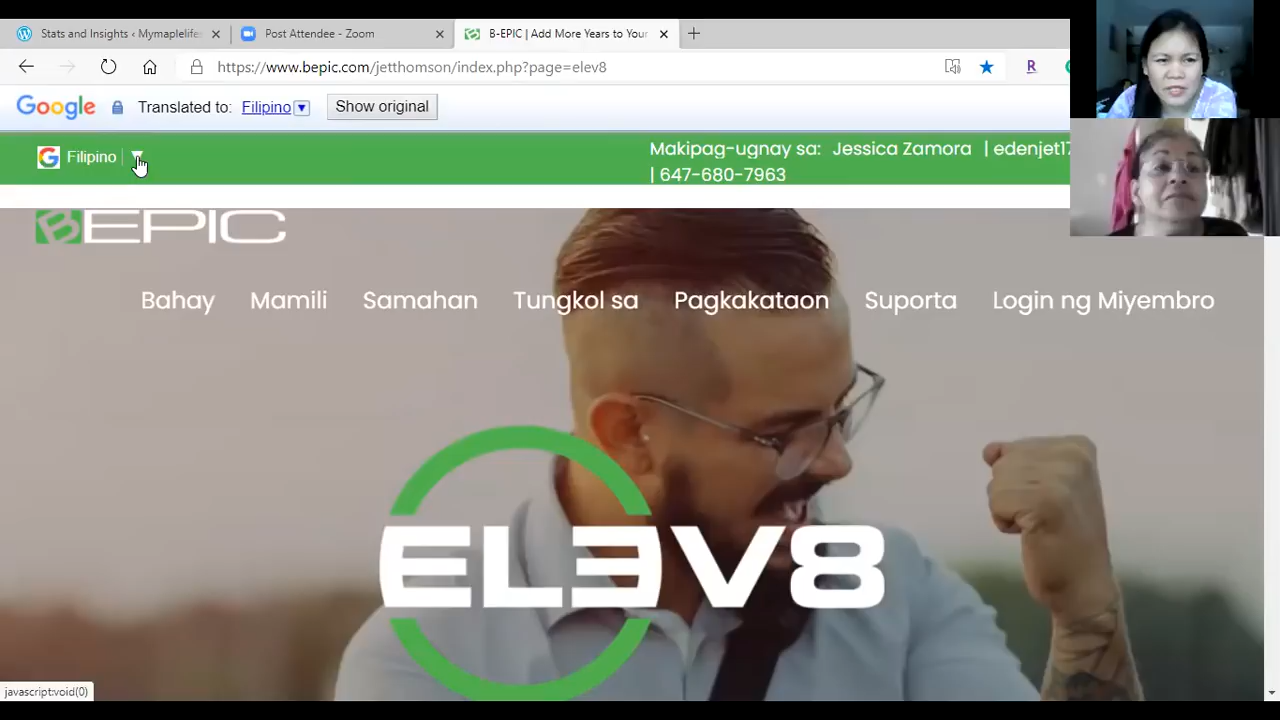 Stats and Insights ‹ Mymaplelife
Post Attendee - Zoom
B-EPIC | Add More Years to Your
https://www.bepic.com/jetthomson/index.php?page=elev8
R
Google Translated to: Filipino Show original
G Filipino
Makipag-ugnay sa: Jessica Zamora | edenjet17
| 647-680-7963
BEPIC
Bahay Mamili Samahan Tungkol sa Pagkakataon Suporta Login ng Miyembro
ELEV8
javascript:void(0)